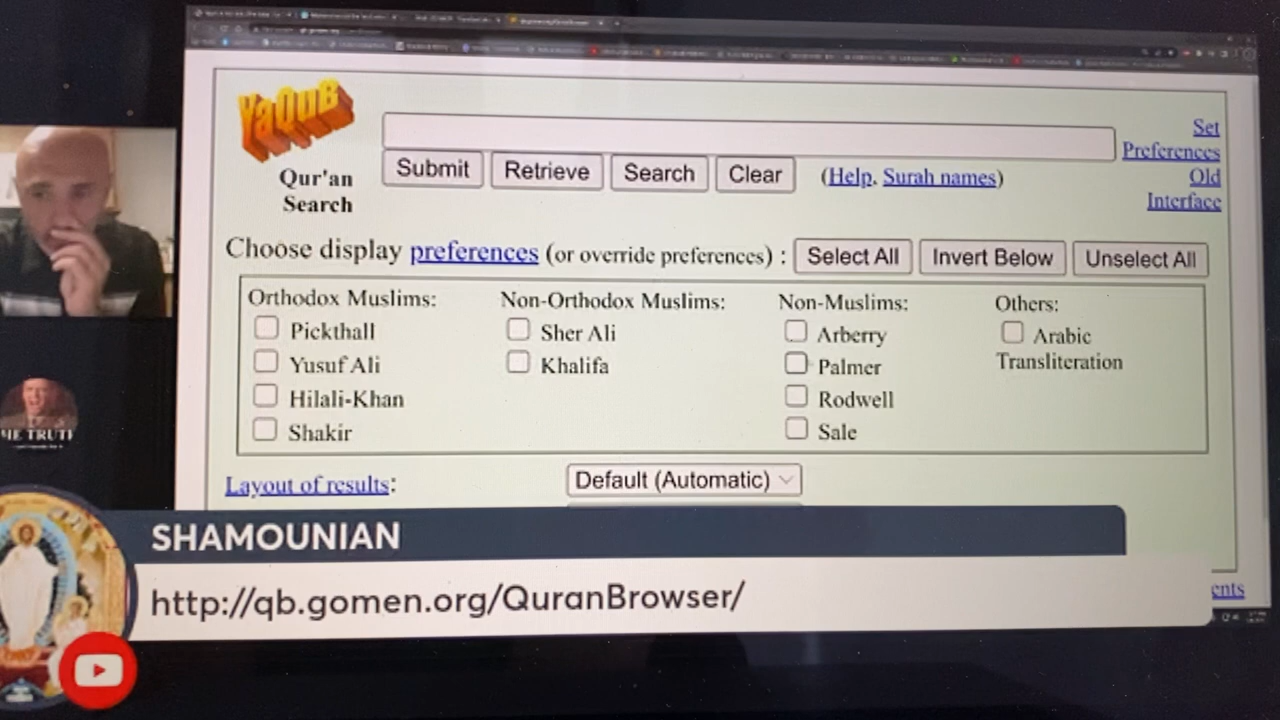 YaQuB
Qur'an
Search
Submit
Retrieve
Search
Clear
(Help, Surah names)
Set
Preferences
Old
Interface
Choose display preferences (or override preferences) :
Select All
Invert Below
Unselect All
Orthodox Muslims:
Pickthall
Yusuf Ali
Hilali-Khan
Shakir
Non-Orthodox Muslims:
Sher Ali
Khalifa
Non-Muslims:
Arberry
Palmer
Rodwell
Sale
Others:
Arabic
Transliteration
Layout of results:
Default (Automatic)
SHAMOUNIAN
http://qb.gomen.org/QuranBrowser/